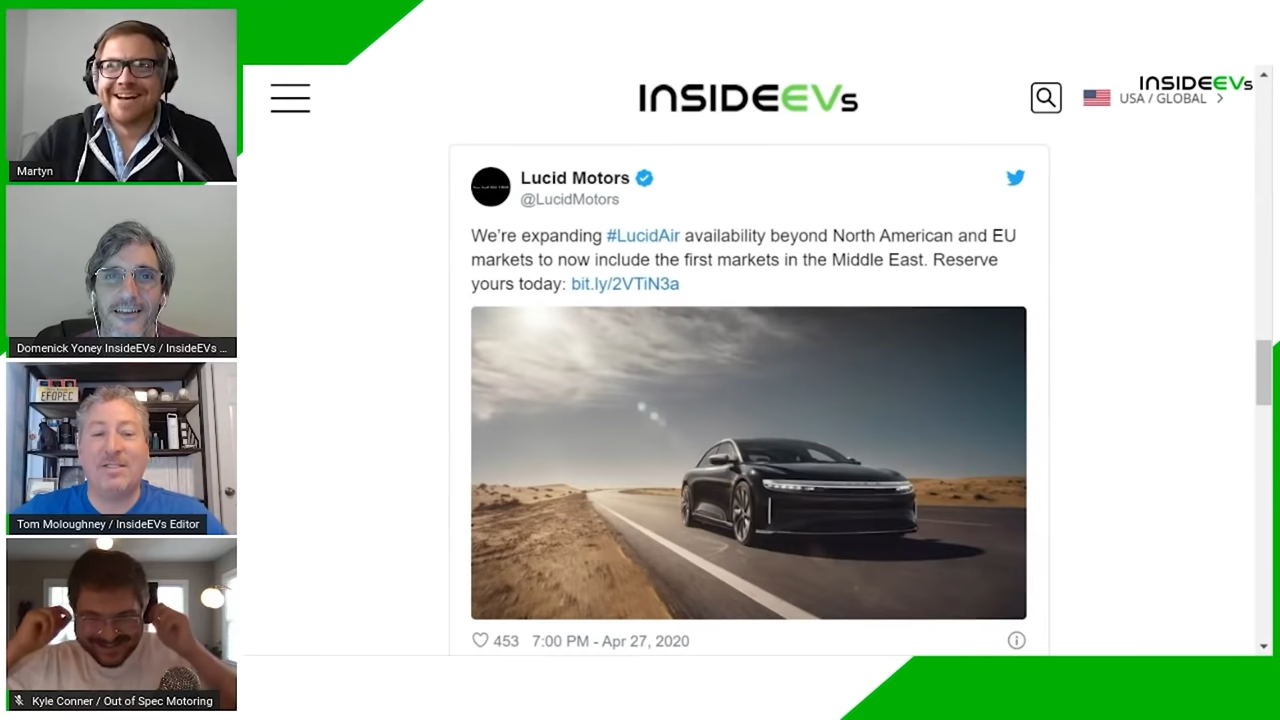 Martyn
Domenick Yoney InsideEVs / InsideEVs ...
EFOPEC
Tom Moloughney / InsideEVs Editor
Kyle Conner / Out of Spec Motoring
INSIDEEVs
INSIDEEVs
USA / GLOBAL
Lucid Motors
@LucidMotors
We're expanding #LucidAir availability beyond North American and EU
markets to now include the first markets in the Middle East. Reserve
yours today: bit.ly/2VTiN3a
453 7:00 PM - Apr 27, 2020